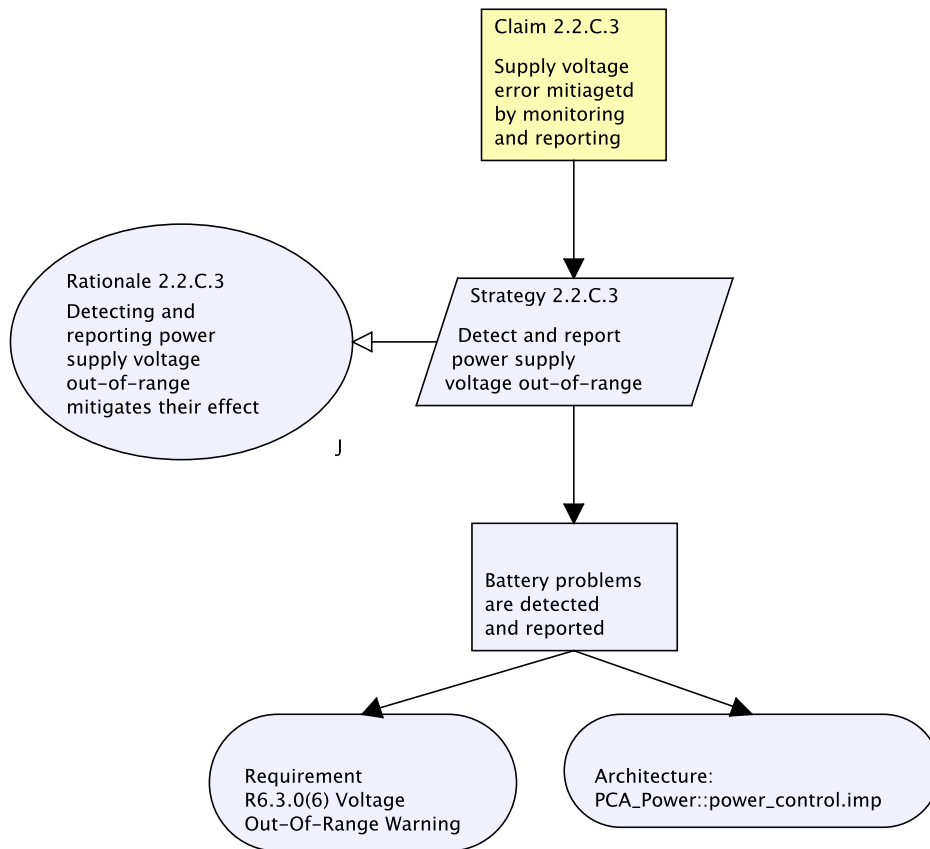 Claim 2.2.C.3
Supply voltage
error mitiagetd
by monitoring
and reporting
Rationale 2.2.C.3
Detecting and
reporting power
supply voltage
out-of-range
mitigates their effect
J
Strategy 2.2.C.3
Detect and report
power supply
voltage out-of-range
Battery problems
are detected
and reported
Requirement
R6.3.0(6) Voltage
Out-Of-Range Warning
Architecture:
PCA_Power::power_control.imp